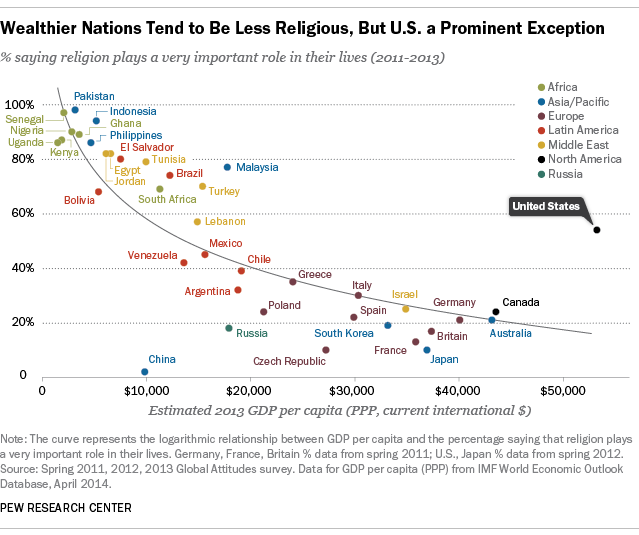 Wealthier Nations Tend to Be Less Religious, But U.S. a Prominent Exception
% saying religion plays a very important role in their lives (2011-2013)
Africa
Asia/Pacific
Europe
Latin America
Middle East
North America
Russia
100%
80%
60%
40%
20%
0
Pakistan
Indonesia
Senegal
Ghana
Nigeria
Philippines
Uganda
Kenya
El Salvador
Tunisia
Egypt
Jordan
Brazil
Malaysia
Bolivia
South Africa
Turkey
United States
Lebanon
Mexico
Venezuela
Chile
Argentina
Greece
Italy
Israel
Poland
Spain
Germany
Canada
Russia
South Korea
Britain
Australia
China
Czech Republic
France
Japan
0
$10,000
$20,000
$30,000
$40,000
$50,000
Estimated 2013 GDP per capita (PPP, current international $)
Note: The curve represents the logarithmic relationship between GDP per capita and the percentage saying that religion plays
a very important role in their lives. Germany, France, Britain % data from spring 2011; U.S., Japan % data from spring 2012.
Source: Spring 2011, 2012, 2013 Global Attitudes survey. Data for GDP per capita (PPP) from IMF World Economic Outlook
Database, April 2014.
PEW RESEARCH CENTER